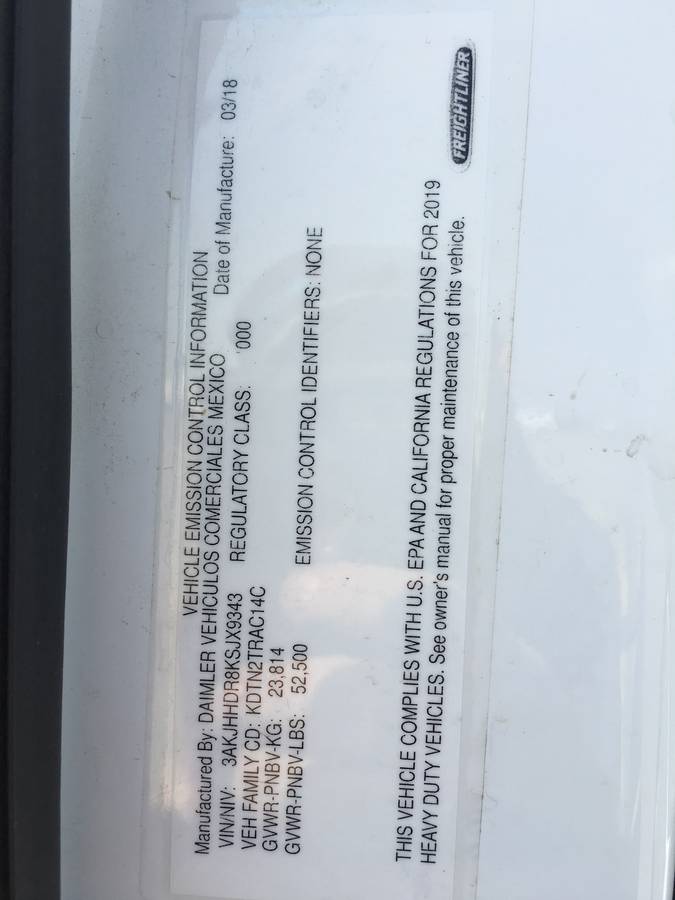 VEHICLE EMISSION CONTROL INFORMATION
Manufactured By: DAIMLER VEHICULOS COMERCIALES MEXICO Date of Manufacture: 03/18
VIN/NIV: 3AKJHHDR8KSJX9343 REGULATORY CLASS: '000
VEH FAMILY CD: KDTN2TRAC14C
GVWR-PNBV-KG: 23,814
GVWR-PNBV-LBS: 52,500 EMISSION CONTROL IDENTIFIERS: NONE
THIS VEHICLE COMPLIES WITH U.S. EPA AND CALIFORNIA REGULATIONS FOR 2019
HEAVY DUTY VEHICLES. See owner's manual for proper maintenance of this vehicle.
FREIGHTLINER